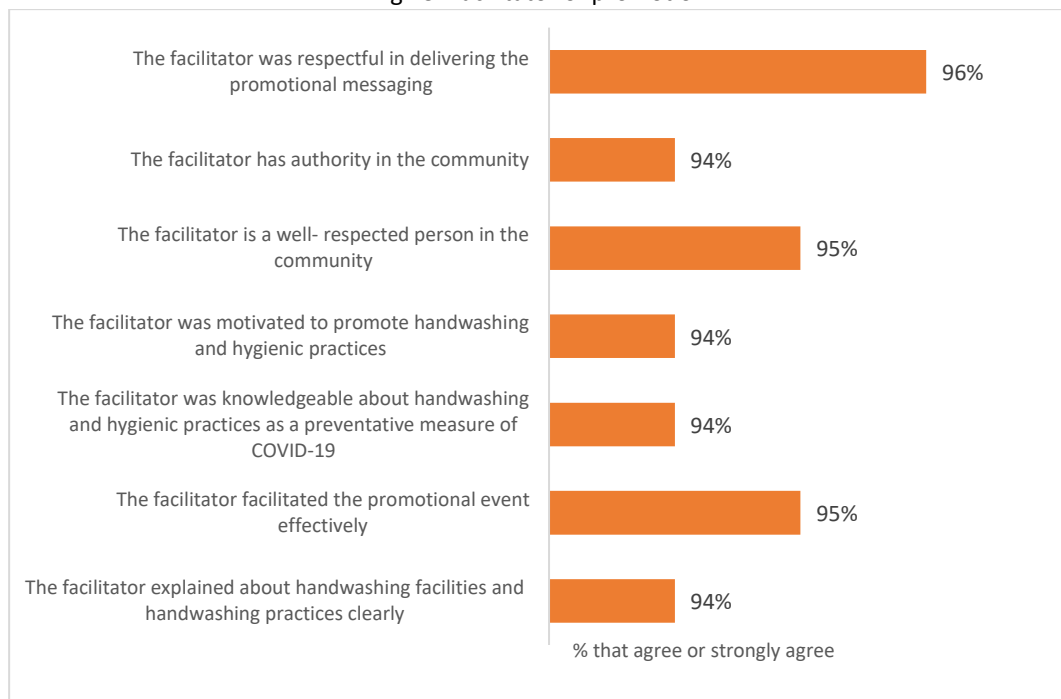 The facilitator was respectful in delivering the
promotional messaging
96%
The facilitator has authority in the community
94%
The facilitator is a well- respected person in the
community
95%
The facilitator was motivated to promote handwashing
and hygienic practices
94%
The facilitator was knowledgeable about handwashing
and hygienic practices as a preventative measure of
COVID-19
94%
The facilitator facilitated the promotional event
effectively
95%
The facilitator explained about handwashing facilities and
handwashing practices clearly
94%
% that agree or strongly agree